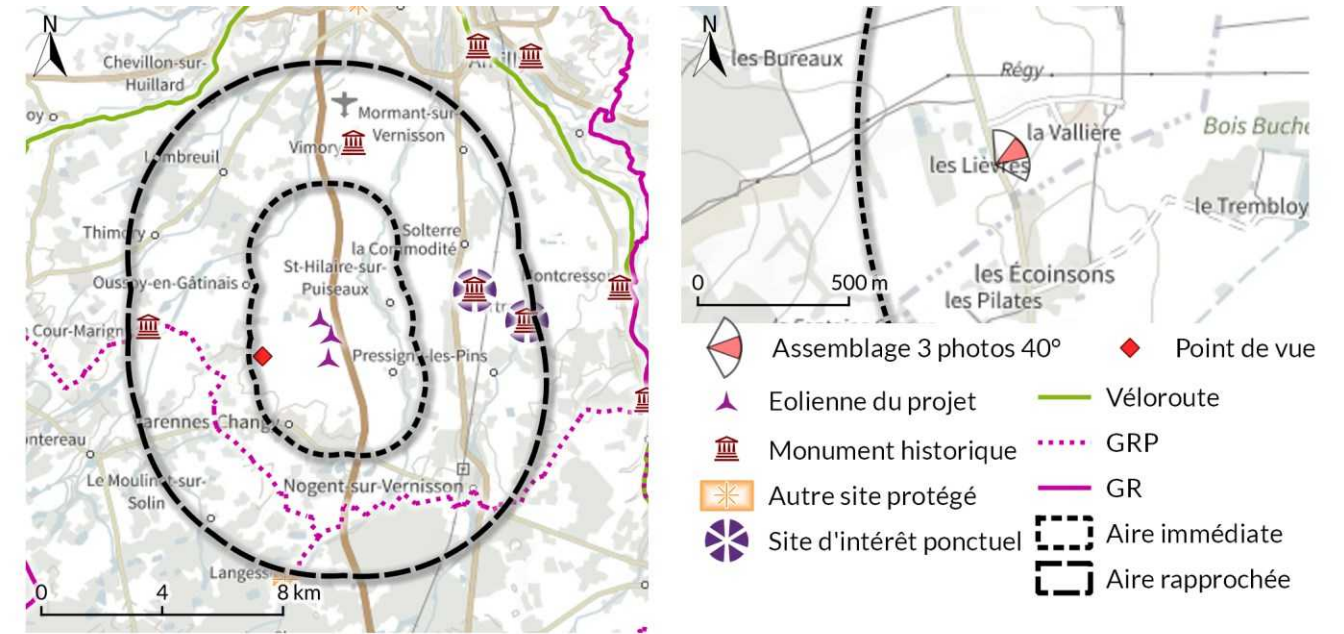 N
Chevillon-sur-
Huillard
Mormant-sur-
Vernisson
Vimory
Lombreuil
Thimory
Solterre
la Commodité
St-Hilaire-sur-
Puiseaux
Oussoy-en-Gâtinais
Cour-Marign
Pressigny-les-Pins
arennes Changy
Le Moulinet-sur-
Solin
Nogent-sur-Vernisson
Langess
0 4 8 km
N
les Bureaux
Régy
la Vallière
Bois Buche
les Lièvres
le Trembloy
les Écoinsons
les Pilates
0 500 m
Assemblage 3 photos 40°
Point de vue
Eolienne du projet
Véloroute
Monument historique
GRP
Autre site protégé
GR
Site d'intérêt ponctuel
Aire immédiate
Aire rapprochée